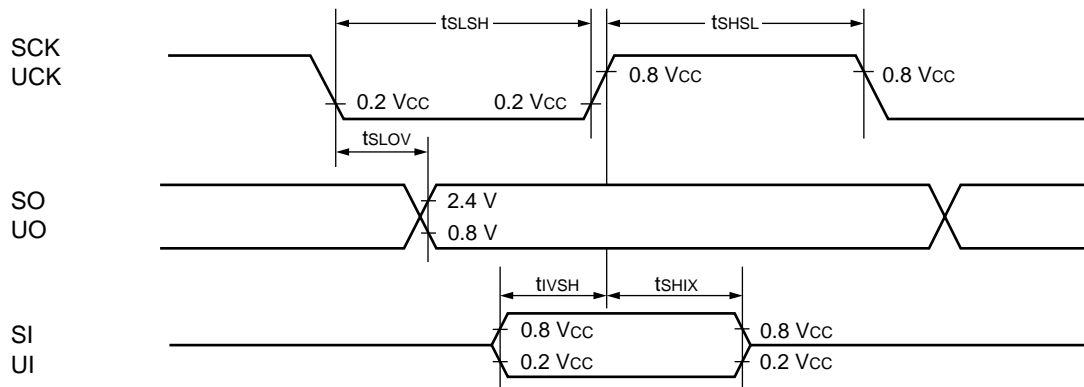 tSLSH tSHSL
SCK
UCK
0.8 VCC 0.8 VCC
0.2 VCC 0.2 VCC
tSLOV
SO
UO
2.4 V
0.8 V
tIVSH tSHIX
SI
UI
0.8 VCC 0.8 VCC
0.2 VCC 0.2 VCC